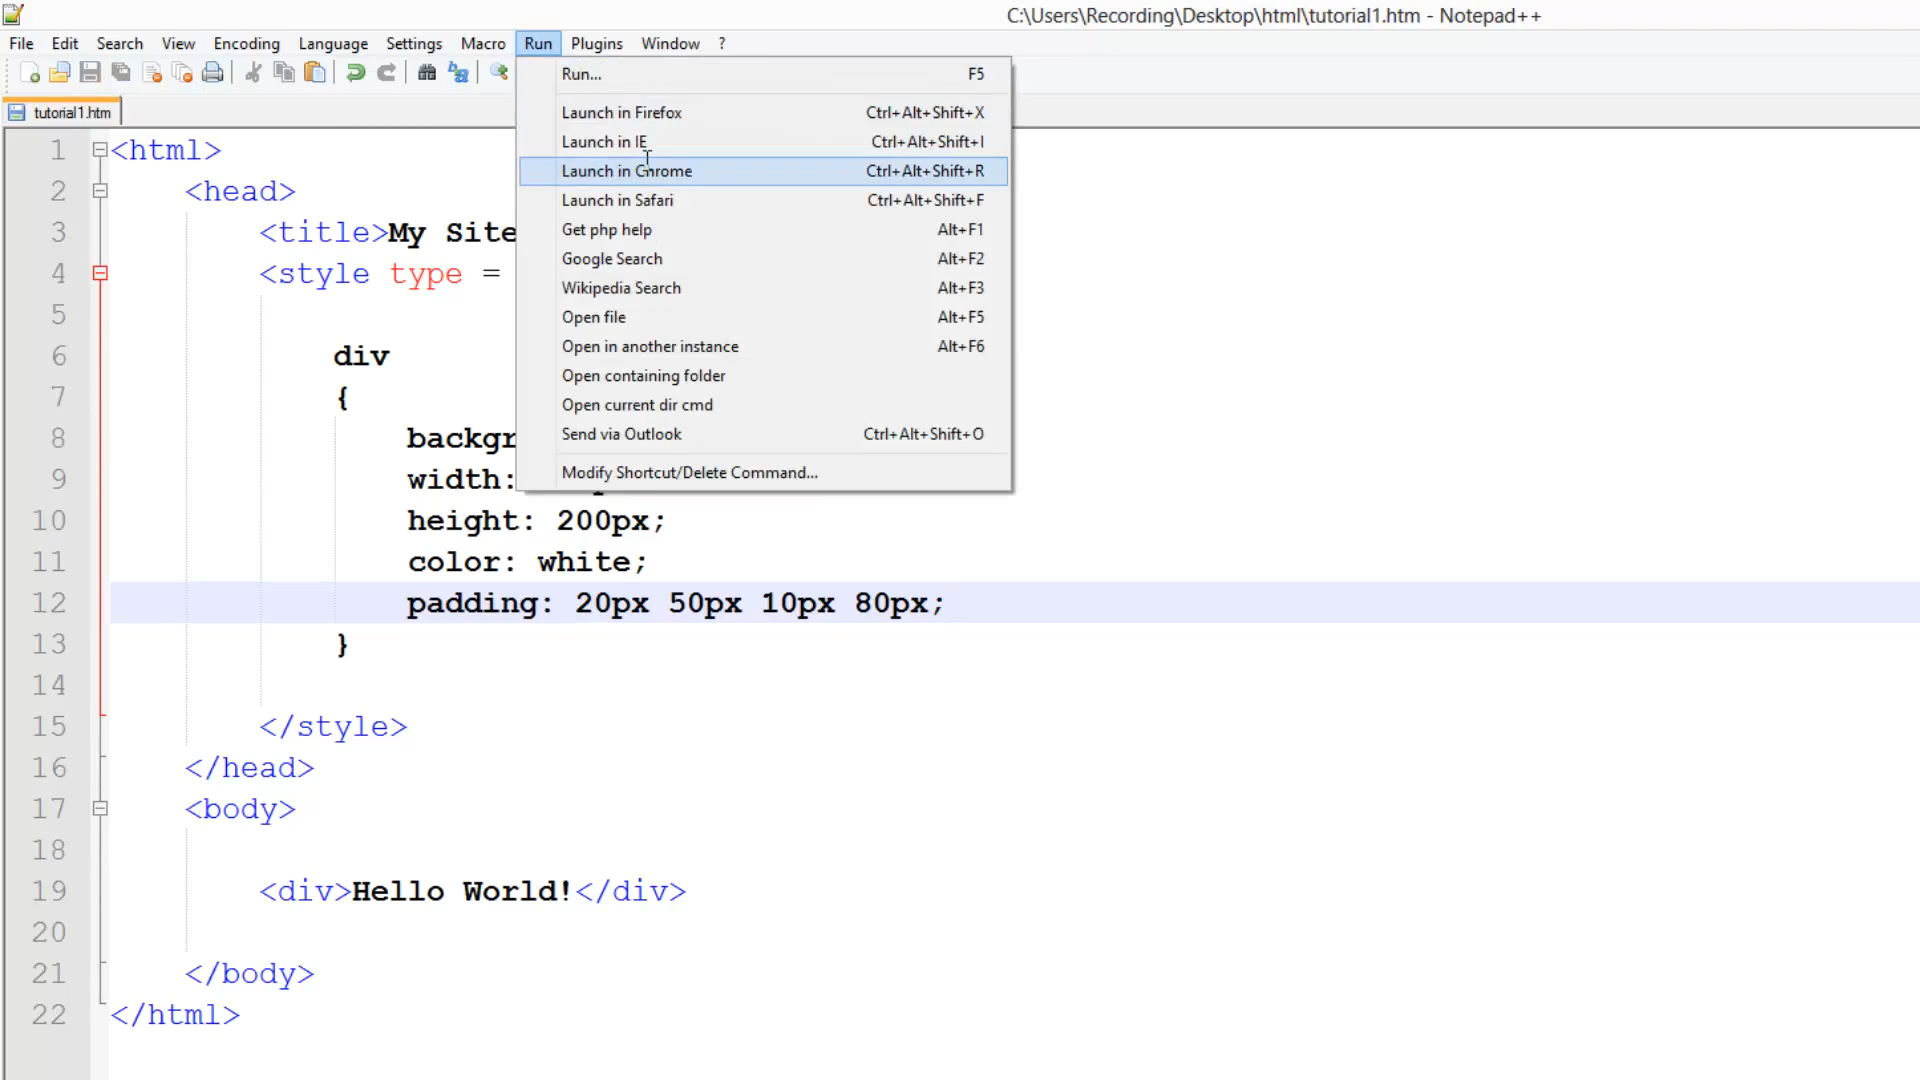 C:\Users\Recording\Desktop\html\tutorial1.htm - Notepad++
File Edit Search View Encoding Language Settings Macro Run Plugins Window ?
tutorial1.htm
Run... F5
Launch in Firefox Ctrl+Alt+Shift+X
Launch in IE Ctrl+Alt+Shift+I
Launch in Chrome Ctrl+Alt+Shift+R
Launch in Safari Ctrl+Alt+Shift+F
Get php help Alt+F1
Google Search Alt+F2
Wikipedia Search Alt+F3
Open file Alt+F5
Open in another instance Alt+F6
Open containing folder
Open current dir cmd
Send via Outlook Ctrl+Alt+Shift+O
Modify Shortcut/Delete Command...
1 <html>
2 <head>
3 <title>My Site
4 <style type =
5
6 div
7 {
8 backgr
9 width:
10 height: 200px;
11 color: white;
12 padding: 20px 50px 10px 80px;
13 }
14
15 </style>
16 </head>
17 <body>
18
19 <div>Hello World!</div>
20
21 </body>
22 </html>